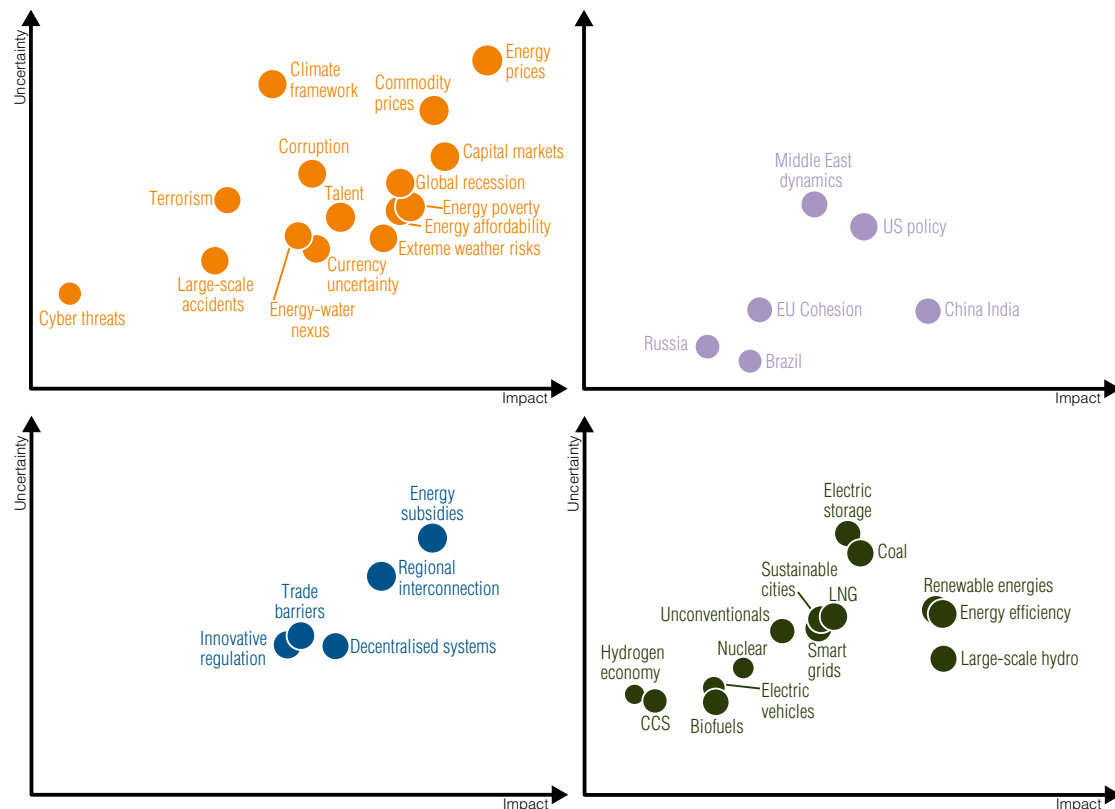 Uncertainty
Energy
prices
Climate
framework
Commodity
prices
Corruption
Capital markets
Terrorism
Talent
Global recession
Energy poverty
Energy affordability
Extreme weather risks
Large-scale
accidents
Currency
uncertainty
Energy-water
nexus
Cyber threats
Impact
Uncertainty
Middle East
dynamics
US policy
EU Cohesion
China India
Russia
Brazil
Impact
Uncertainty
Energy
subsidies
Regional
interconnection
Trade
barriers
Innovative
regulation
Decentralised systems
Impact
Uncertainty
Electric
storage
Coal
Sustainable
cities
LNG
Renewable energies
Energy efficiency
Unconventionals
Smart
grids
Nuclear
Large-scale hydro
Hydrogen
economy
Electric
vehicles
CCS
Biofuels
Impact